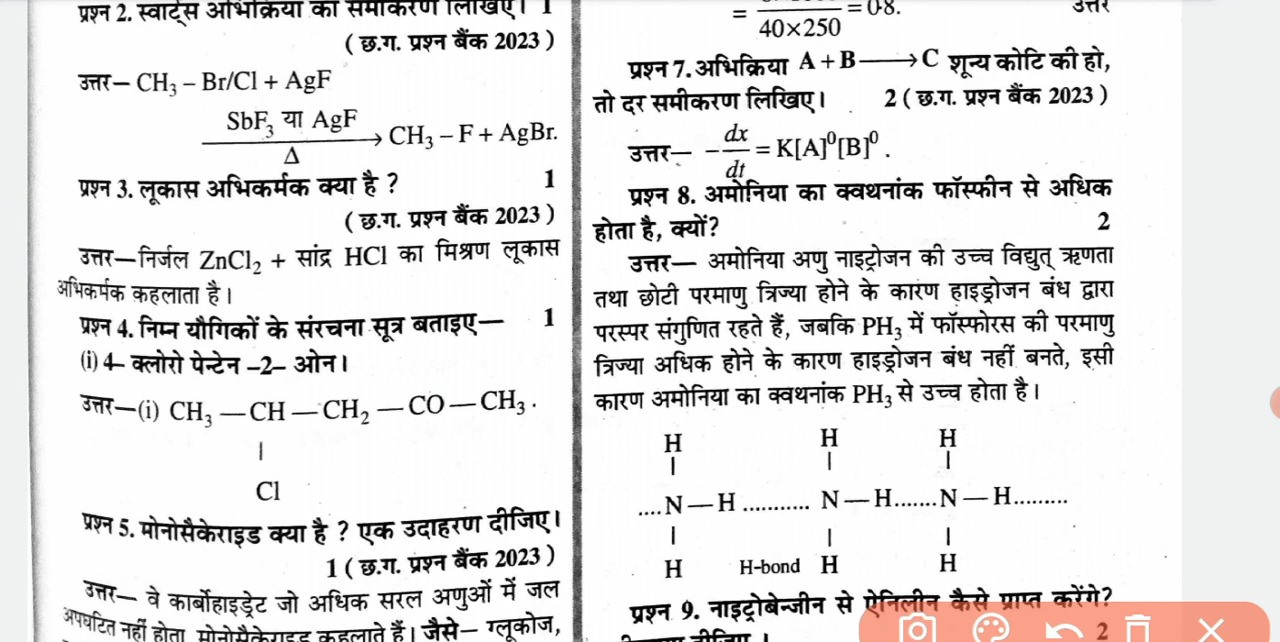 प्रश्न 2. स्वार्ट्स अभिक्रिया का समीकरण लिखिए। 1
( छ.ग. प्रश्न बैंक 2023 )
उत्तर– CH₃ – Br/Cl + AgF
SbF₃ या AgF
⟶ CH₃ – F + AgBr.
Δ
प्रश्न 3. लूकास अभिकर्मक क्या है ? 1
( छ.ग. प्रश्न बैंक 2023 )
उत्तर—निर्जल ZnCl₂ + सांद्र HCl का मिश्रण लूकास
अभिकर्मक कहलाता है।
प्रश्न 4. निम्न यौगिकों के संरचना सूत्र बताइए— 1
(i) 4– क्लोरो पेन्टेन –2– ओन।
उत्तर—(i) CH₃ — CH — CH₂ — CO — CH₃ .
|
Cl
प्रश्न 5. मोनोसैकेराइड क्या है ? एक उदाहरण दीजिए।
1 ( छ.ग. प्रश्न बैंक 2023 )
उत्तर— वे कार्बोहाइड्रेट जो अधिक सरल अणुओं में जल
अपघटित नहीं होता, मोनोसैकेराइड कहलाते हैं। जैसे— ग्लूकोज,
= ‾40×250 = 0·8. उत्तर
प्रश्न 7. अभिक्रिया A + B ⟶ C शून्य कोटि की हो,
तो दर समीकरण लिखिए। 2 ( छ.ग. प्रश्न बैंक 2023 )
उत्तर— - dx/dt = K[A]⁰[B]⁰ .
प्रश्न 8. अमोनिया का क्वथनांक फॉस्फीन से अधिक
होता है, क्यों? 2
उत्तर— अमोनिया अणु नाइट्रोजन की उच्च विद्युत् ऋणता
तथा छोटी परमाणु त्रिज्या होने के कारण हाइड्रोजन बंध द्वारा
परस्पर संगुणित रहते हैं, जबकि PH₃ में फॉस्फोरस की परमाणु
त्रिज्या अधिक होने के कारण हाइड्रोजन बंध नहीं बनते, इसी
कारण अमोनिया का क्वथनांक PH₃ से उच्च होता है।
H H H
| | |
....N — H ........... N — H.......N — H.........
| | |
H H-bond H H
प्रश्न 9. नाइट्रोबेन्जीन से ऐनिलीन कैसे प्राप्त करेंगे?
2